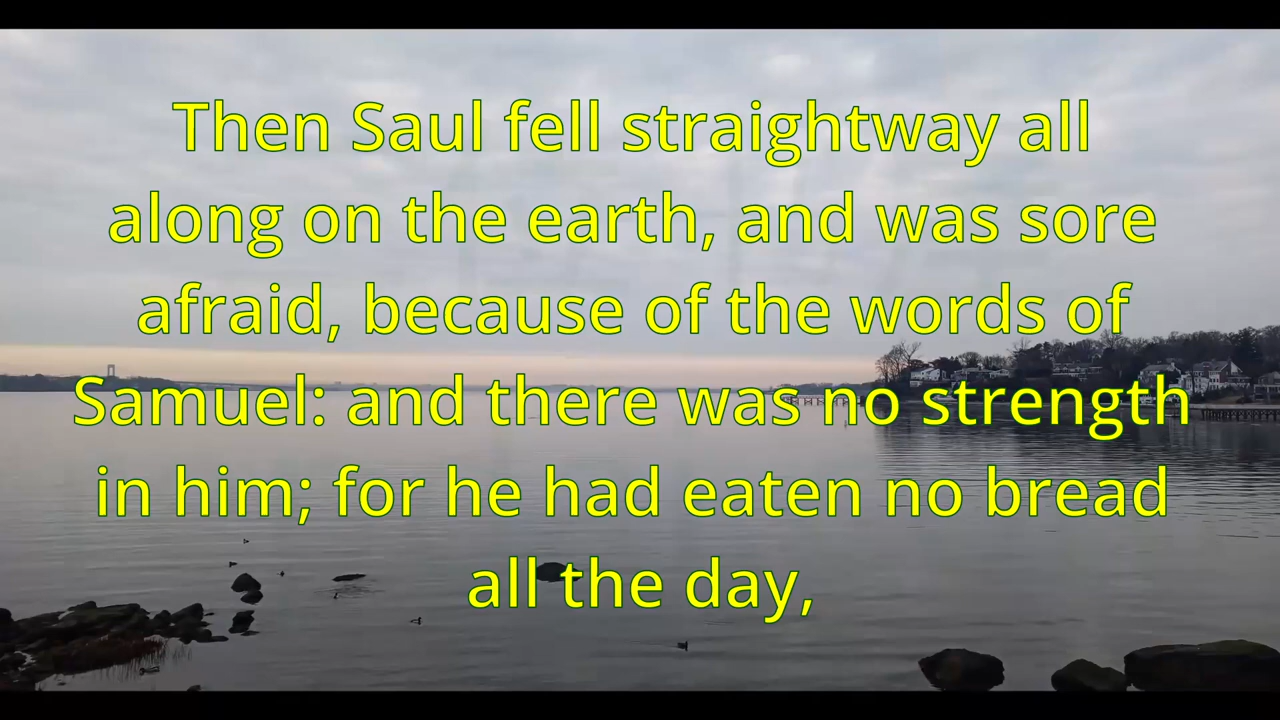 Then Saul fell straightway all
along on the earth, and was sore
afraid, because of the words of
Samuel: and there was no strength
in him; for he had eaten no bread
all the day,